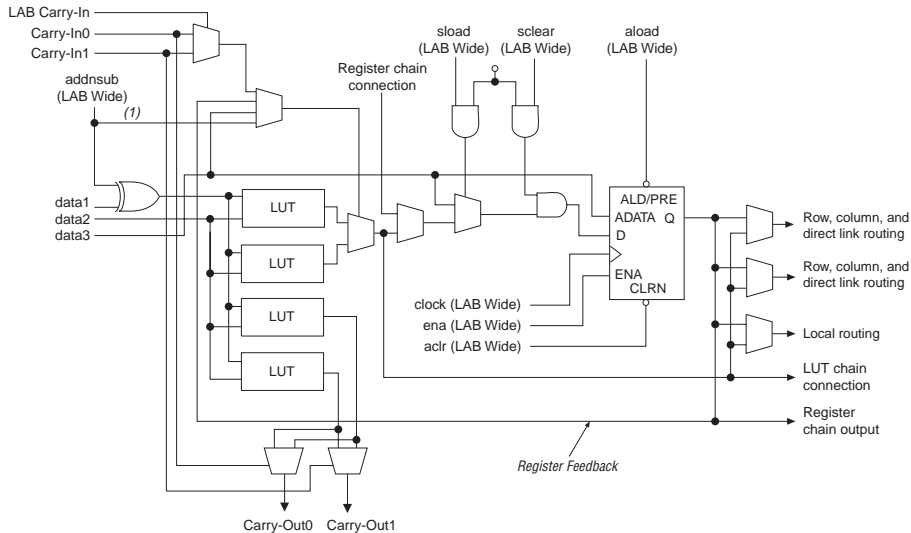 LAB Carry-In
Carry-In0
Carry-In1
addnsub
(LAB Wide)
(1)
Register chain
connection
sload
(LAB Wide)
sclear
(LAB Wide)
aload
(LAB Wide)
data1
data2
data3
LUT
LUT
LUT
LUT
ALD/PRE
ADATA
Q
D
ENA
CLRN
clock (LAB Wide)
ena (LAB Wide)
aclr (LAB Wide)
Row, column, and
direct link routing
Row, column, and
direct link routing
Local routing
LUT chain
connection
Register
chain output
Register Feedback
Carry-Out0
Carry-Out1